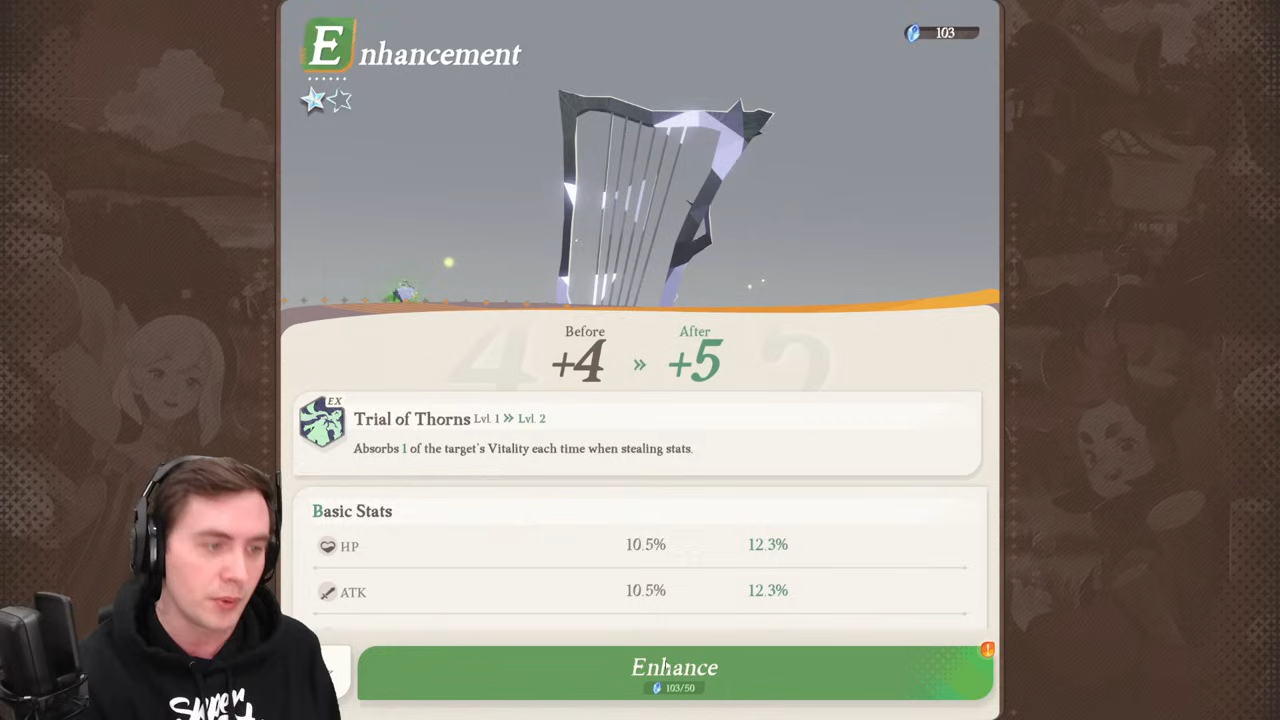 Enhancement
103
Before
After
+4 » +5
EX
Trial of Thorns Lvl. 1 » Lvl. 2
Absorbs 1 of the target's Vitality each time when stealing stats.
Basic Stats
HP 10.5% 12.3%
ATK 10.5% 12.3%
Enhance
103/50